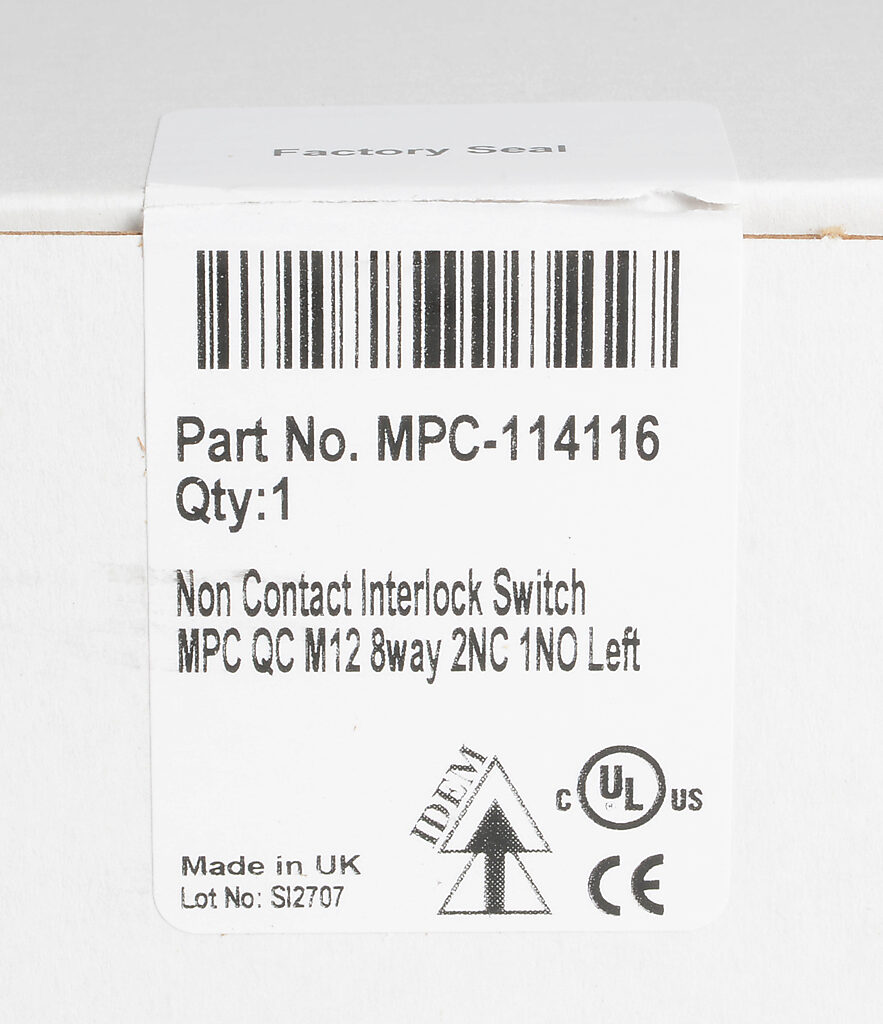 Factory Seal
Part No. MPC-114116
Qty:1
Non Contact Interlock Switch
MPC QC M12 8way 2NC 1NO Left
IDEM
C UL US
CE
Made in UK
Lot No: SI2707